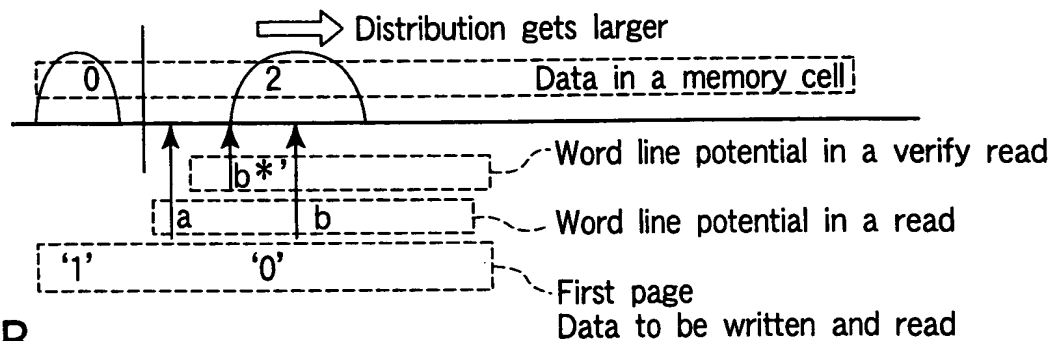 Distribution gets larger
0 2 Data in a memory cell
Word line potential in a verify read
b*'
a b Word line potential in a read
'1' '0'
First page
Data to be written and read